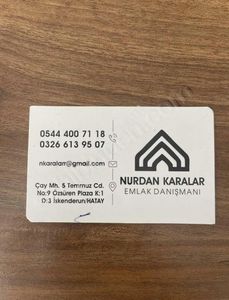 0544 400 71 18
0326 613 95 07
nkaralarr@gmail.com
Çay Mh. 5 Temmuz Cd.
No:9 Özsüren Plaza K:1
D:3 İskenderun/HATAY
NURDAN KARALAR
EMLAK DANIŞMANI